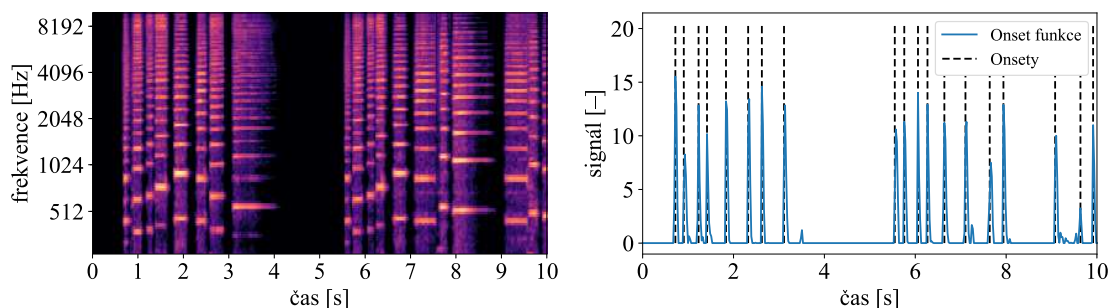 8192
4096
2048
1024
512
frekvence [Hz]
0 1 2 3 4 5 6 7 8 9 10
čas [s]
20
15
10
5
0
signál [−]
0 2 4 6 8 10
čas [s]
Onset funkce
Onsety